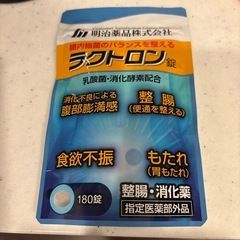 明治薬品株式会社
腸内細菌のバランスを整える
ラクトロン錠
乳酸菌・消化酵素配合
消化不良による
腹部膨満感
整腸
(便通を整える)
食欲不振
もたれ
(胃もたれ)
180錠
整腸・消化薬
指定医薬部外品